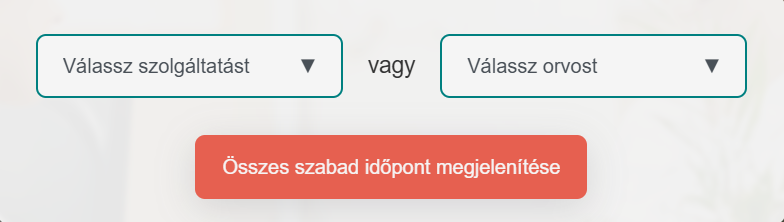 Válassz szolgáltatást ▼ vagy Válassz orvost ▼
Összes szabad időpont megjelenítése